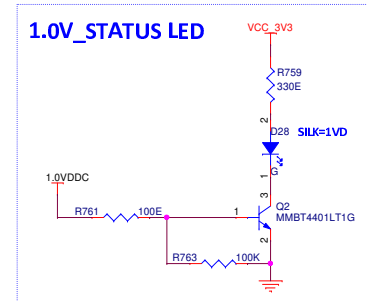 1.0V_STATUS LED
VCC_3V3
R759
330E
2
D28
SILK=1VD
G
1
1.0VDDC
3
Q2
R761
100E
1
MMBT4401LT1G
2
R763
100K